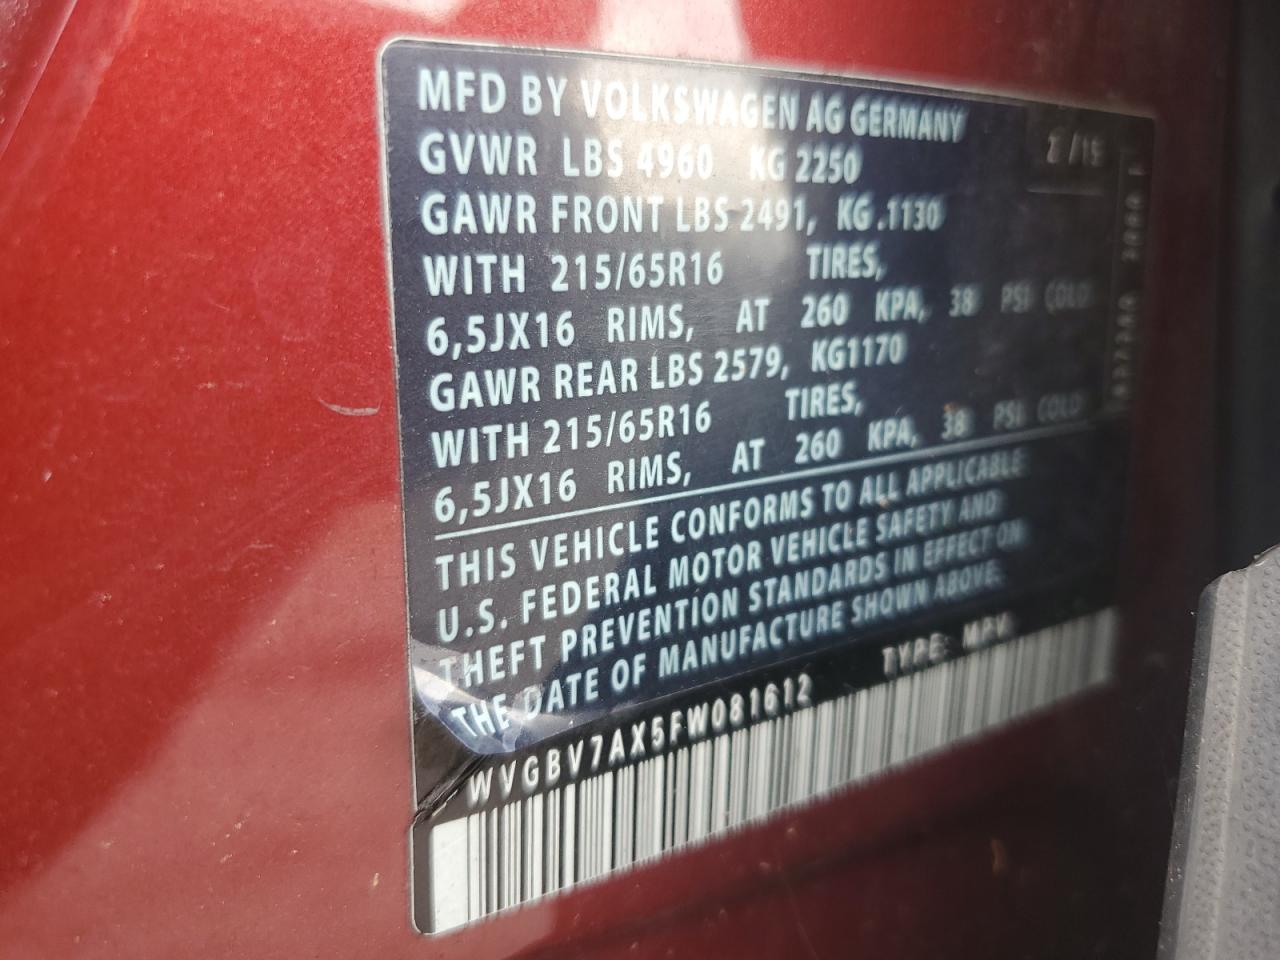 MFD BY VOLKSWAGEN AG GERMANY
GVWR LBS 4960 KG 2250
GAWR FRONT LBS 2491, KG .1130
WITH 215/65R16 TIRES,
6,5JX16 RIMS, AT 260 KPA, 38 PSI COLD
GAWR REAR LBS 2579, KG1170
WITH 215/65R16 TIRES,
6,5JX16 RIMS, AT 260 KPA, 38 PSI COLD
THIS VEHICLE CONFORMS TO ALL APPLICABLE
U.S. FEDERAL MOTOR VEHICLE SAFETY AND
THEFT PREVENTION STANDARDS IN EFFECT ON
THE DATE OF MANUFACTURE SHOWN ABOVE.
WVGBV7AX5FW081612 TYPE: MPV